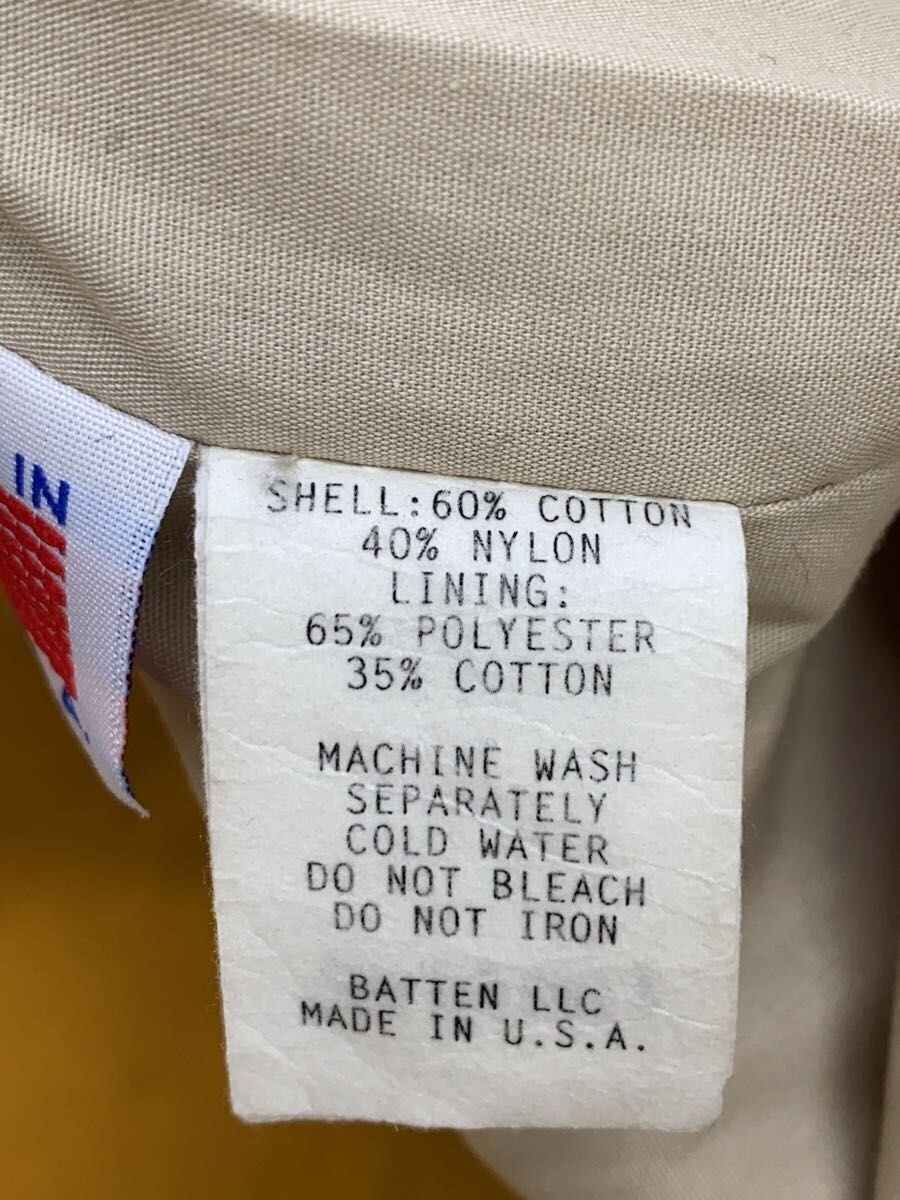 IN
SHELL:60% COTTON
40% NYLON
LINING:
65% POLYESTER
35% COTTON
MACHINE WASH
SEPARATELY
COLD WATER
DO NOT BLEACH
DO NOT IRON
BATTEN LLC
MADE IN U.S.A.